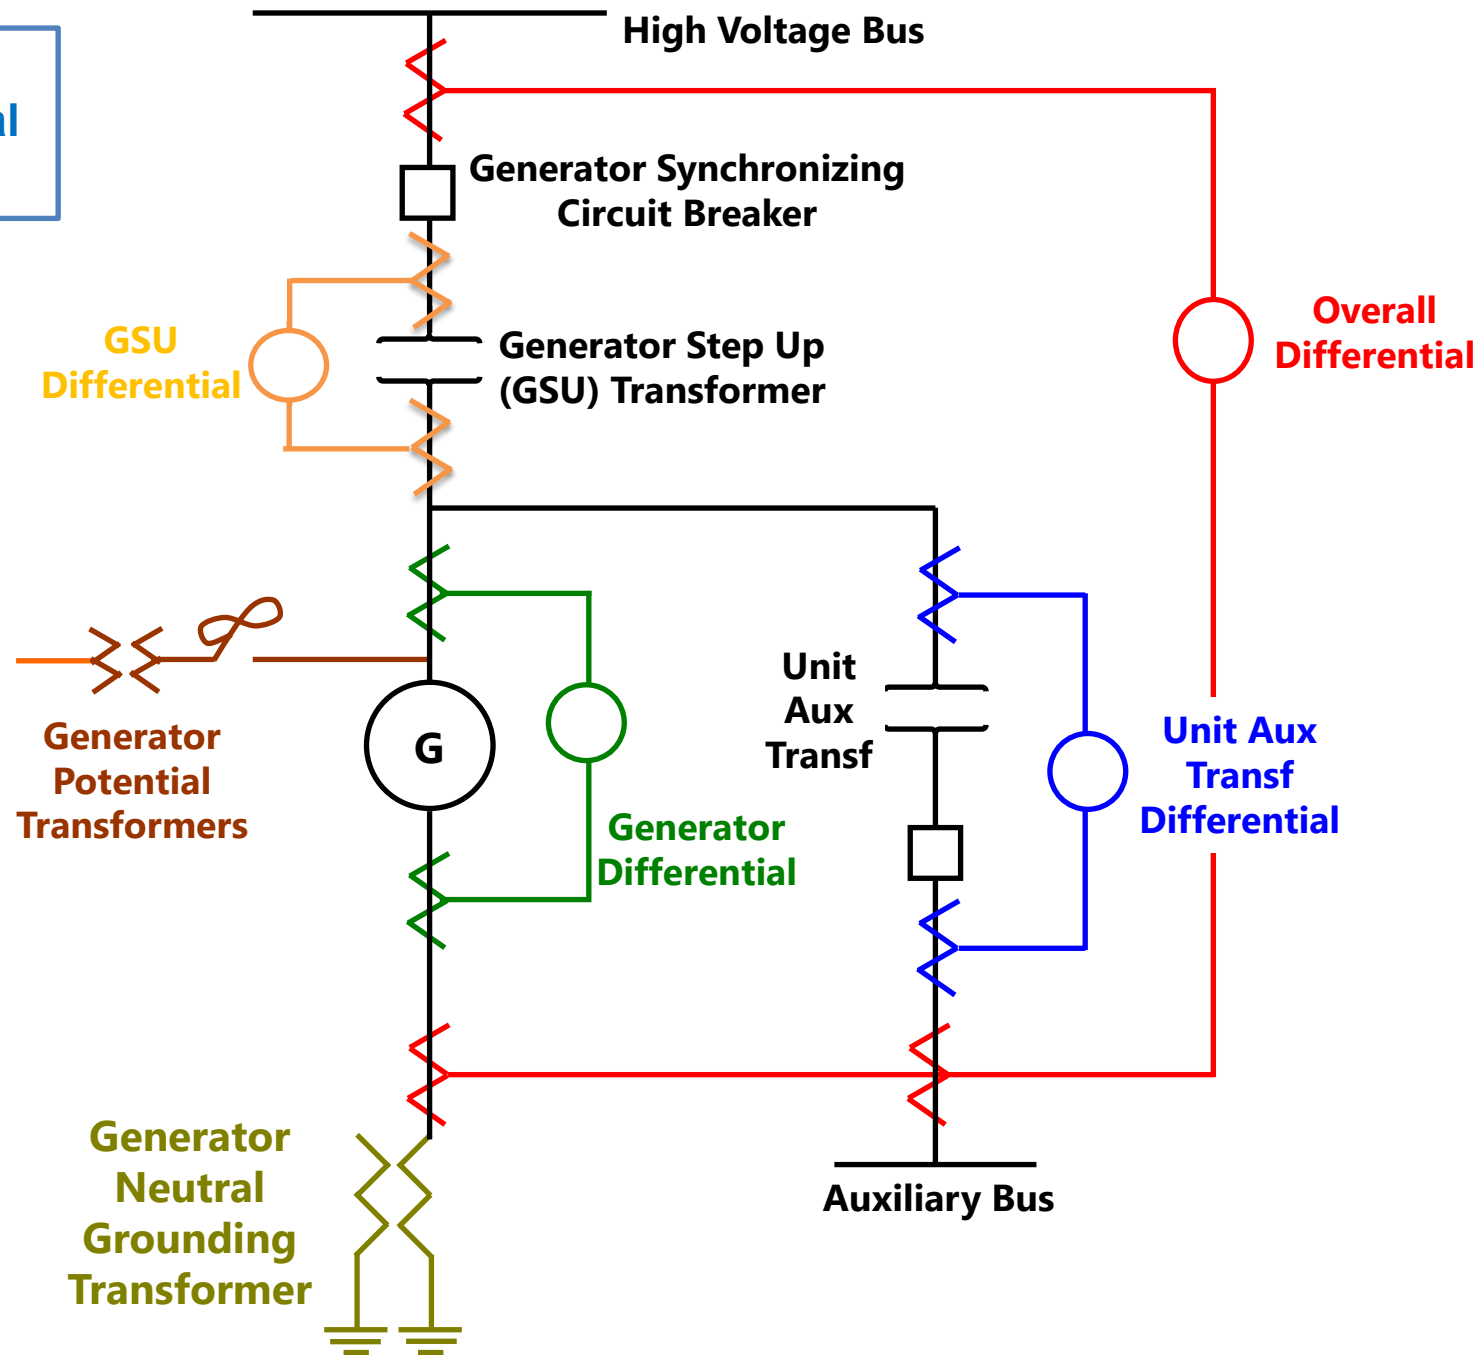 High Voltage Bus
Generator Synchronizing
Circuit Breaker
GSU
Differential
Generator Step Up
(GSU) Transformer
Overall
Differential
Generator
Potential
Transformers
G
Unit
Aux
Transf
Unit Aux
Transf
Differential
Generator
Differential
Generator
Neutral
Grounding
Transformer
Auxiliary Bus